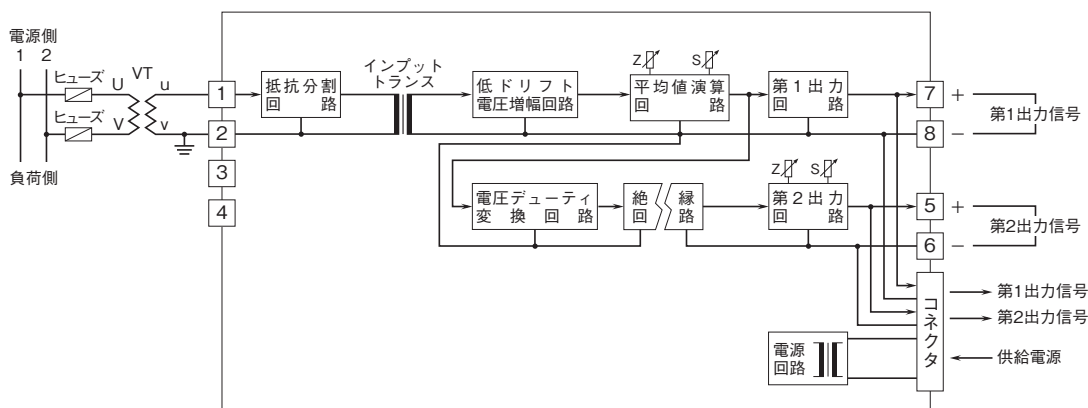 電源側
1 2
ヒューズ
ヒューズ
U VT u
V v
負荷側
1
2
3
4
抵抗分割
回路
インプット
トランス
低ドリフト
電圧増幅回路
Z S
平均値演算
回路
第1出力
回路
7 +
8 −
第1出力信号
電圧デューティ
変換回路
絶縁
回路
Z S
第2出力
回路
5 +
6 −
第2出力信号
コネクタ
第1出力信号
第2出力信号
供給電源
電源
回路